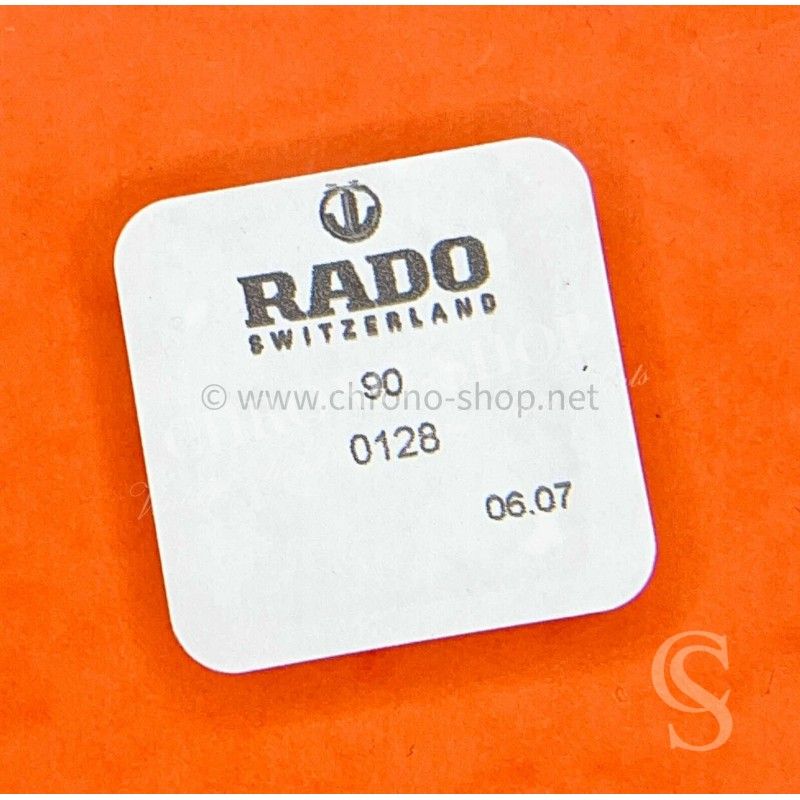 RADO
SWITZERLAND
90
© www.chrono-shop.net
0128
06.07